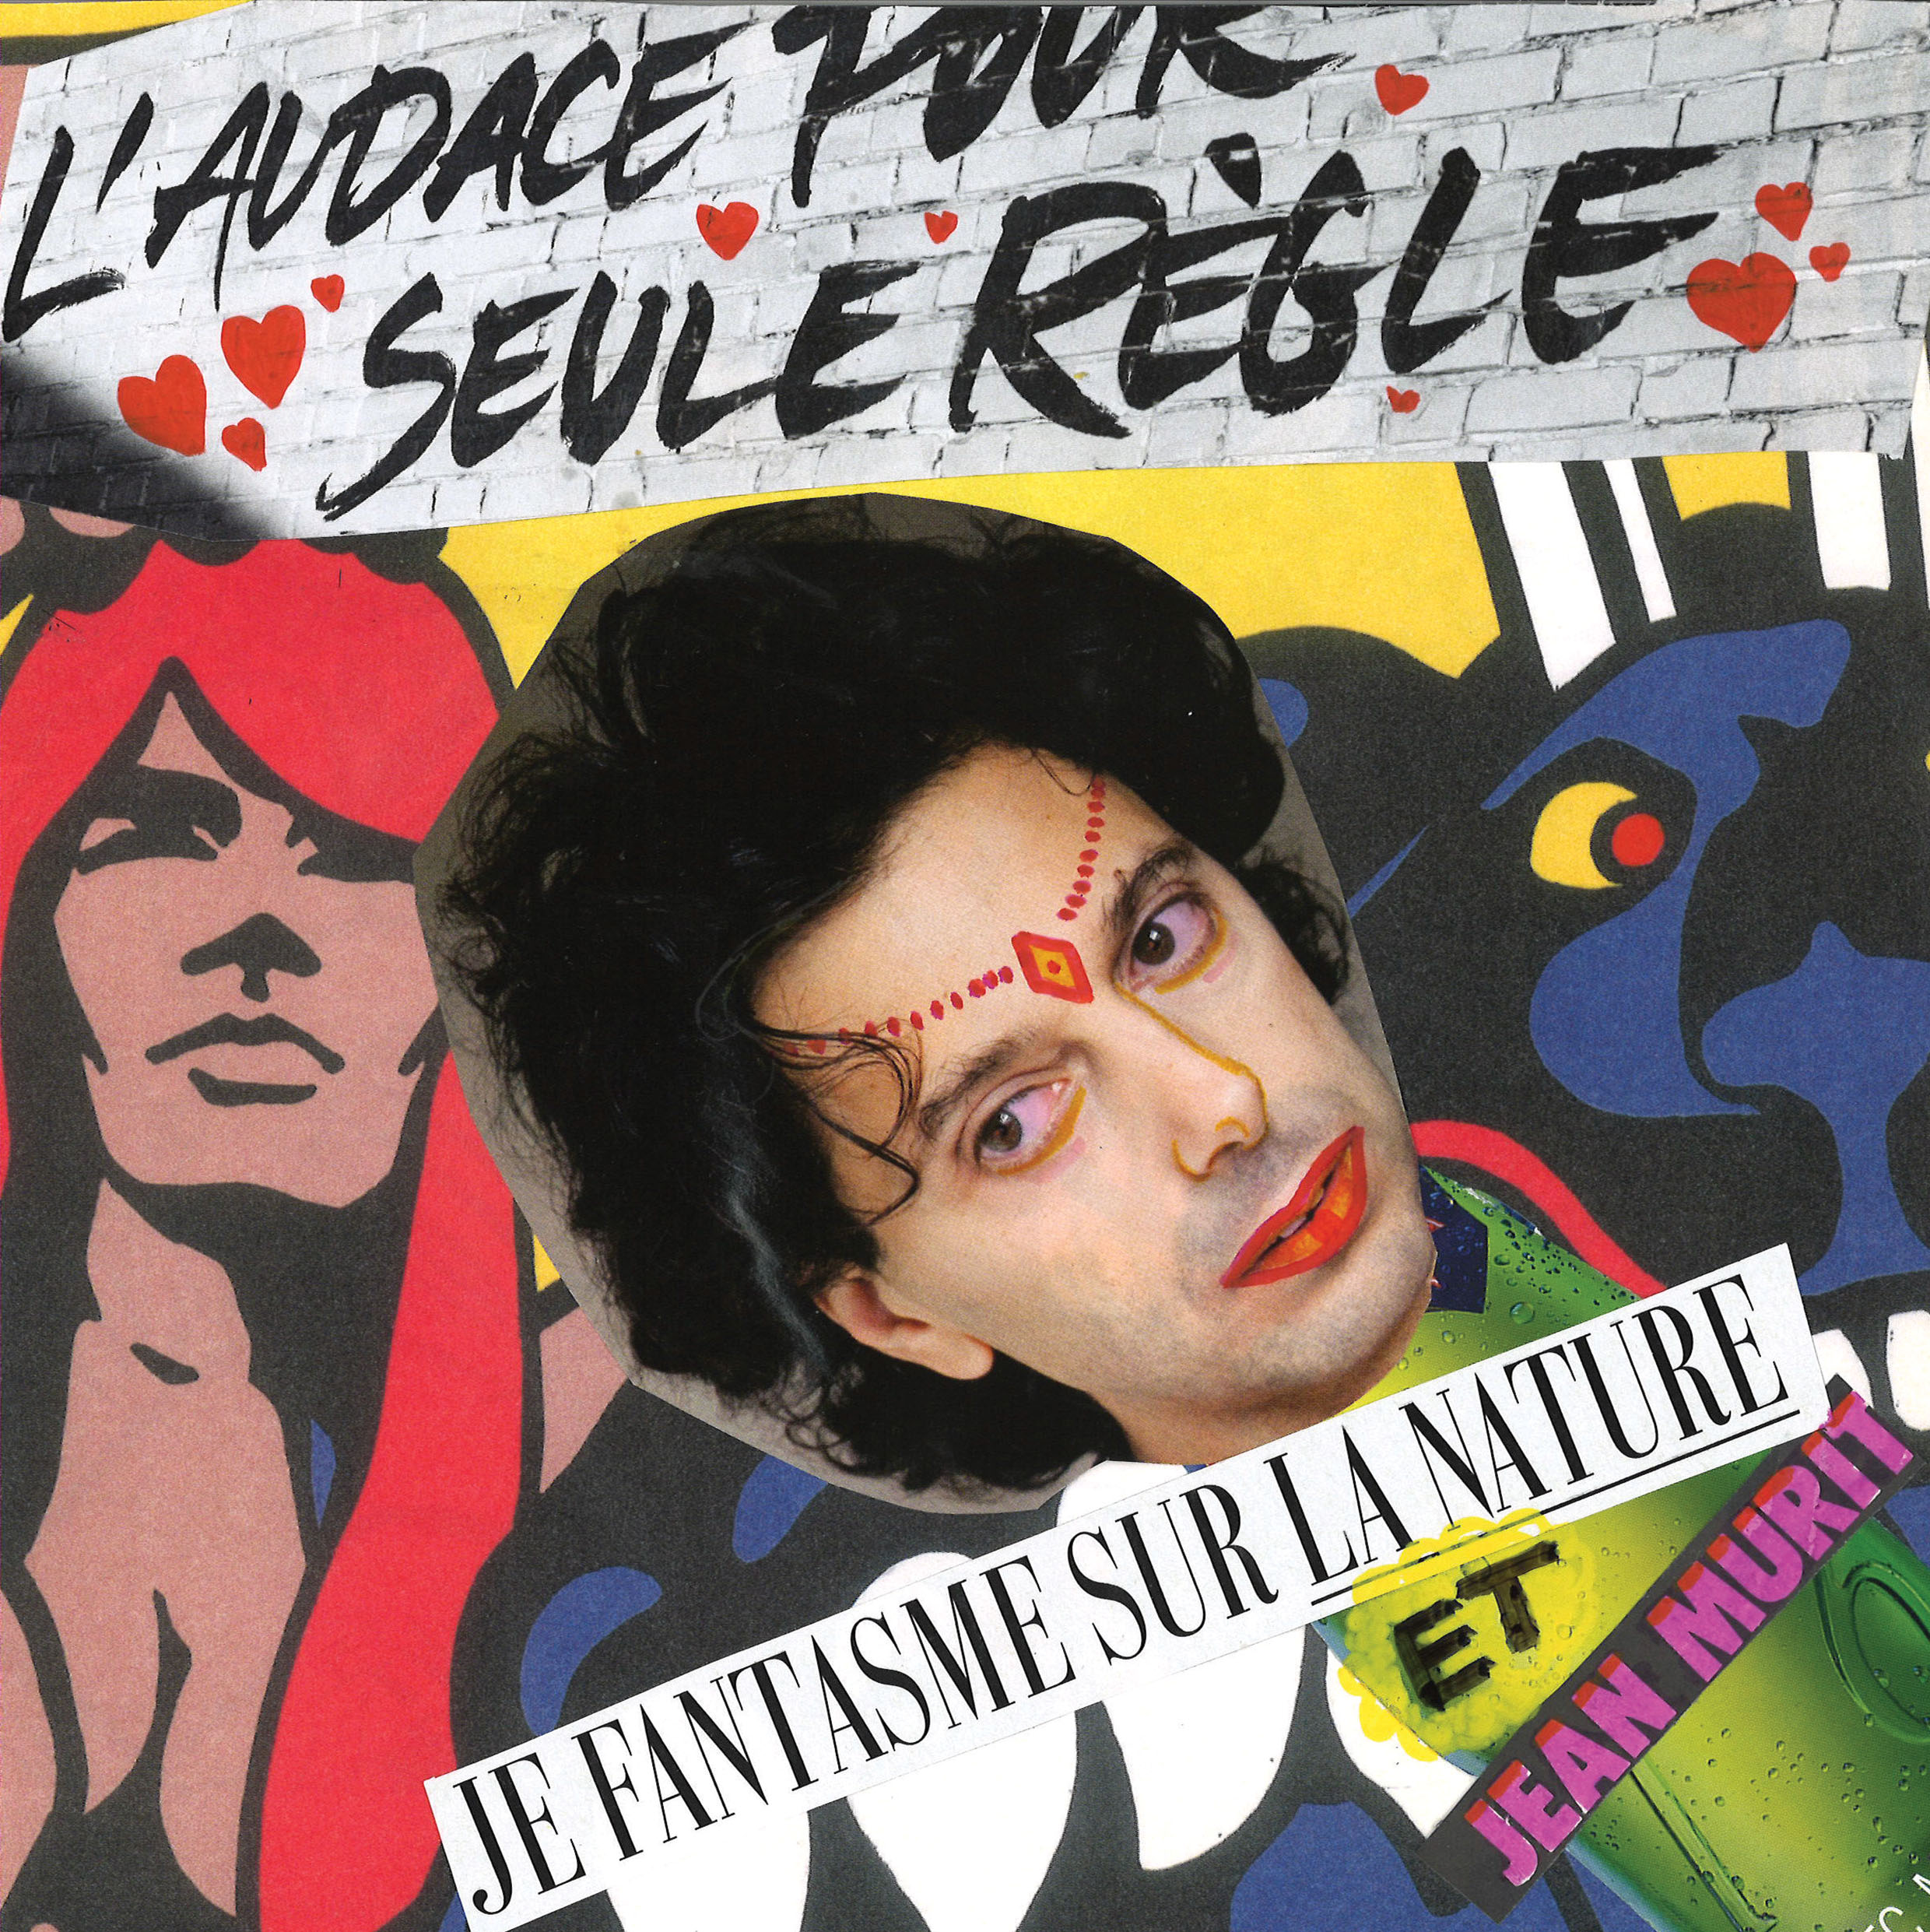 L'AUDACE POUR
SEULE RÈGLE
JE FANTASME SUR LA NATURE
ET
JEAN MURIT